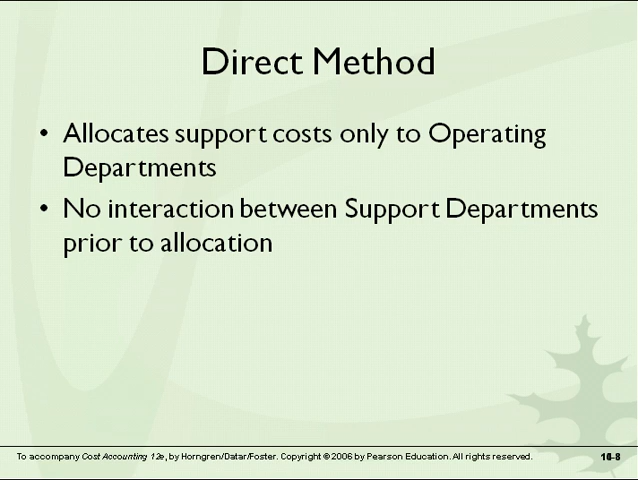 Direct Method
• Allocates support costs only to Operating
Departments
• No interaction between Support Departments
prior to allocation
To accompany Cost Accounting 12e, by Horngren/Datar/Foster. Copyright © 2006 by Pearson Education. All rights reserved.
10-8